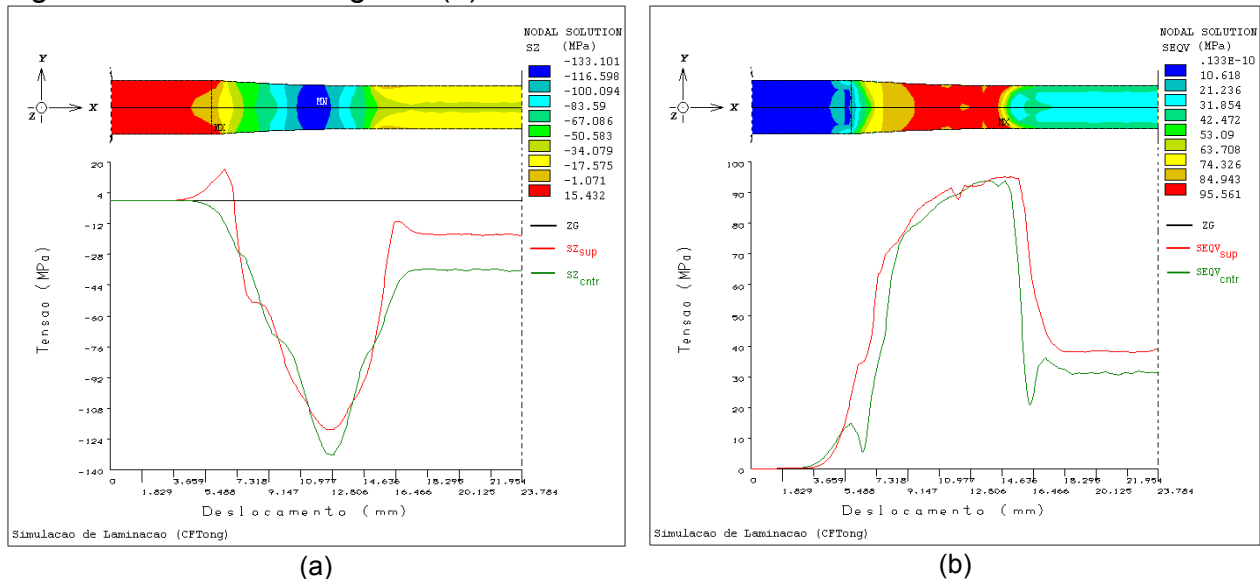 NODAL SOLUTION
SZ (MPa)
-133.101
-116.598
-100.094
-83.59
-67.086
-50.583
-34.079
-17.575
-1.071
15.432
ZG
SZsup
SZcntr
Y
Z X
X
MN
MX
20
4
-12
-28
-44
-60
-76
-92
-108
-124
-140
Tensao (MPa)
0 3.659 7.318 10.977 14.636 18.295 21.954
1.829 5.488 9.147 12.806 16.466 20.125 23.784
Deslocamento (mm)
Simulacao de Laminacao (CFTong)
(a)
NODAL SOLUTION
SEQV (MPa)
.133E-10
10.618
21.236
31.854
42.472
53.09
63.708
74.326
84.943
95.561
ZG
SEQVsup
SEQVcntr
Y
Z X
X
MX
100
90
80
70
60
50
40
30
20
10
0
Tensao (MPa)
0 3.659 7.318 10.977 14.636 18.295 21.954
1.829 5.488 9.147 12.806 16.466 20.125 23.784
Deslocamento (mm)
Simulacao de Laminacao (CFTong)
(b)